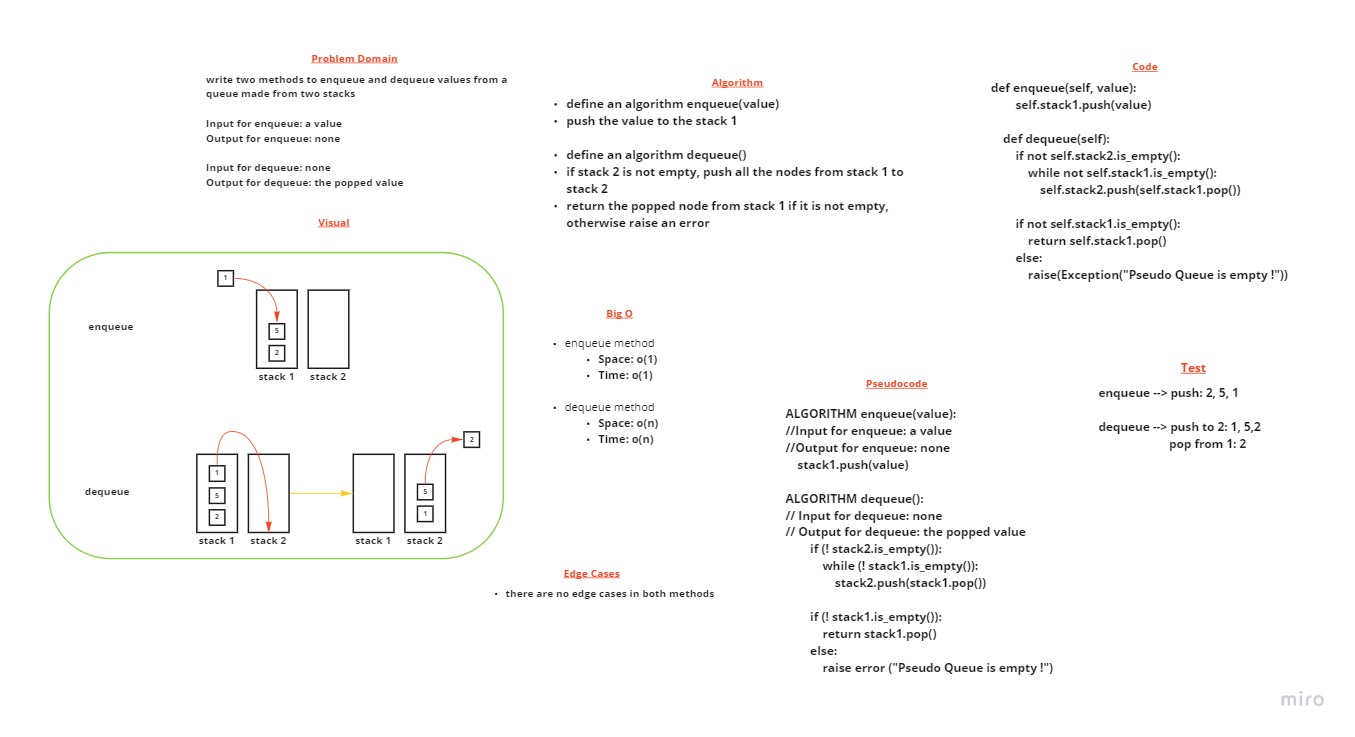 Problem Domain
write two methods to enqueue and dequeue values from a
queue made from two stacks
Input for enqueue: a value
Output for enqueue: none
Input for dequeue: none
Output for dequeue: the popped value
Visual
1
enqueue
5
2
stack 1 stack 2
dequeue
1
5
2
stack 1 stack 2
2
5
1
stack 1 stack 2
Algorithm
• define an algorithm enqueue(value)
• push the value to the stack 1
• define an algorithm dequeue()
• if stack 2 is not empty, push all the nodes from stack 1 to
stack 2
• return the popped node from stack 1 if it is not empty,
otherwise raise an error
Big O
• enqueue method
• Space: o(1)
• Time: o(1)
• dequeue method
• Space: o(n)
• Time: o(n)
Edge Cases
• there are no edge cases in both methods
Pseudocode
ALGORITHM enqueue(value):
//Input for enqueue: a value
//Output for enqueue: none
stack1.push(value)
ALGORITHM dequeue():
// Input for dequeue: none
// Output for dequeue: the popped value
if (! stack2.is_empty()):
while (! stack1.is_empty()):
stack2.push(stack1.pop())
if (! stack1.is_empty()):
return stack1.pop()
else:
raise error ("Pseudo Queue is empty !")
Code
def enqueue(self, value):
self.stack1.push(value)
def dequeue(self):
if not self.stack2.is_empty():
while not self.stack1.is_empty():
self.stack2.push(self.stack1.pop())
if not self.stack1.is_empty():
return self.stack1.pop()
else:
raise(Exception("Pseudo Queue is empty !"))
Test
enqueue --> push: 2, 5, 1
dequeue --> push to 2: 1, 5,2
pop from 1: 2
miro